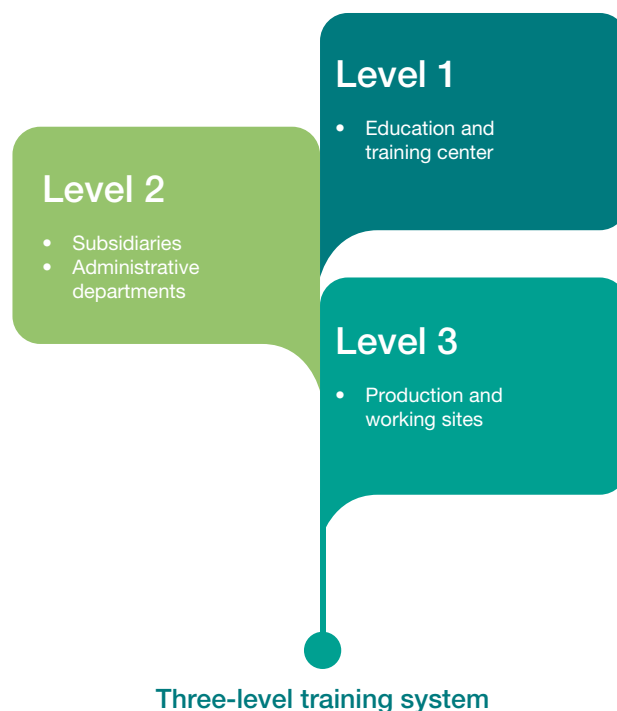 Level 1
• Education and
training center
Level 2
• Subsidiaries
• Administrative
departments
Level 3
• Production and
working sites
Three-level training system